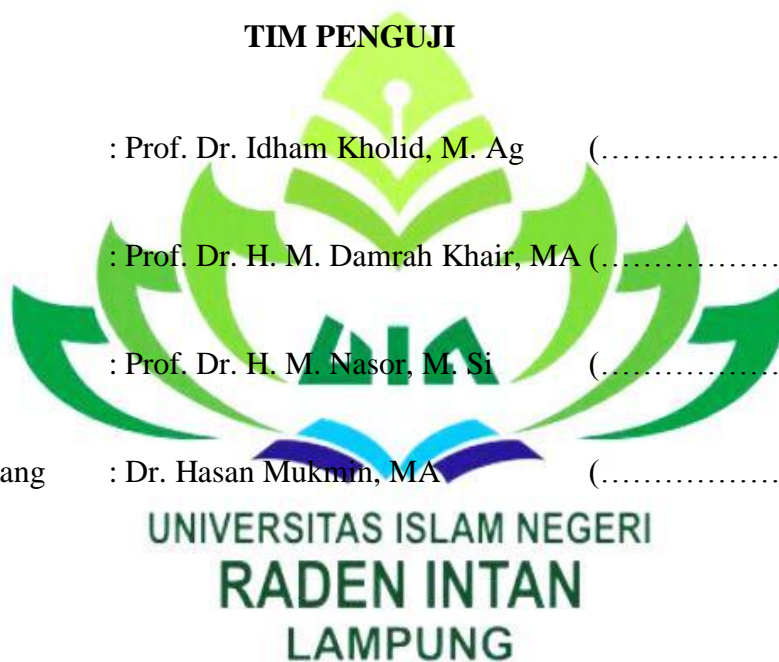 TIM PENGUJI
: Prof. Dr. Idham Kholid, M. Ag (………………
: Prof. Dr. H. M. Damrah Khair, MA (………………
: Prof. Dr. H. M. Nasor, M. Si (………………
ang : Dr. Hasan Mukmin, MA (………………
UNIVERSITAS ISLAM NEGERI
RADEN INTAN
LAMPUNG